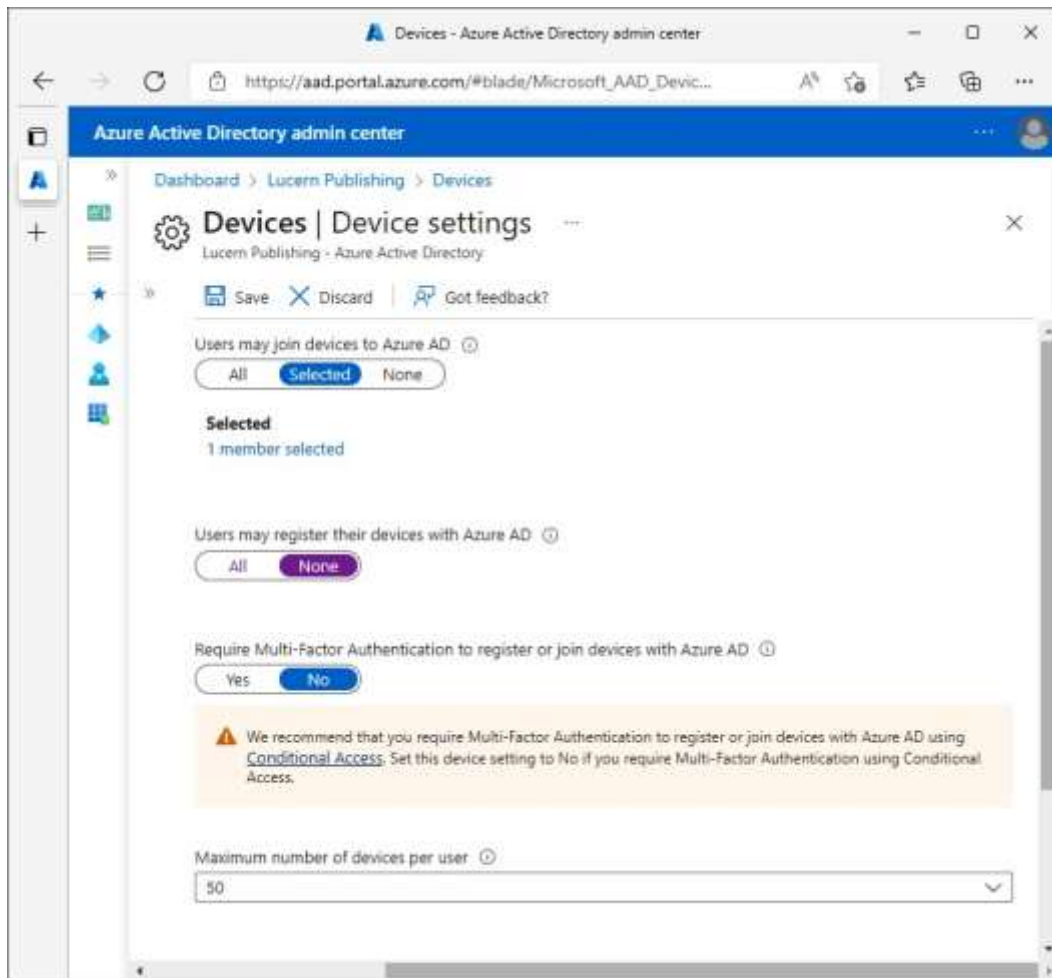 Devices - Azure Active Directory admin center
https://aad.portal.azure.com/#blade/Microsoft_AAD_Devic...
Azure Active Directory admin center
Dashboard > Lucern Publishing > Devices
Devices | Device settings ...
Lucern Publishing - Azure Active Directory
Save Discard Got feedback?
Users may join devices to Azure AD
All Selected None
Selected
1 member selected
Users may register their devices with Azure AD
All None
Require Multi-Factor Authentication to register or join devices with Azure AD
Yes No
We recommend that you require Multi-Factor Authentication to register or join devices with Azure AD using
Conditional Access. Set this device setting to No if you require Multi-Factor Authentication using Conditional
Access.
Maximum number of devices per user
50